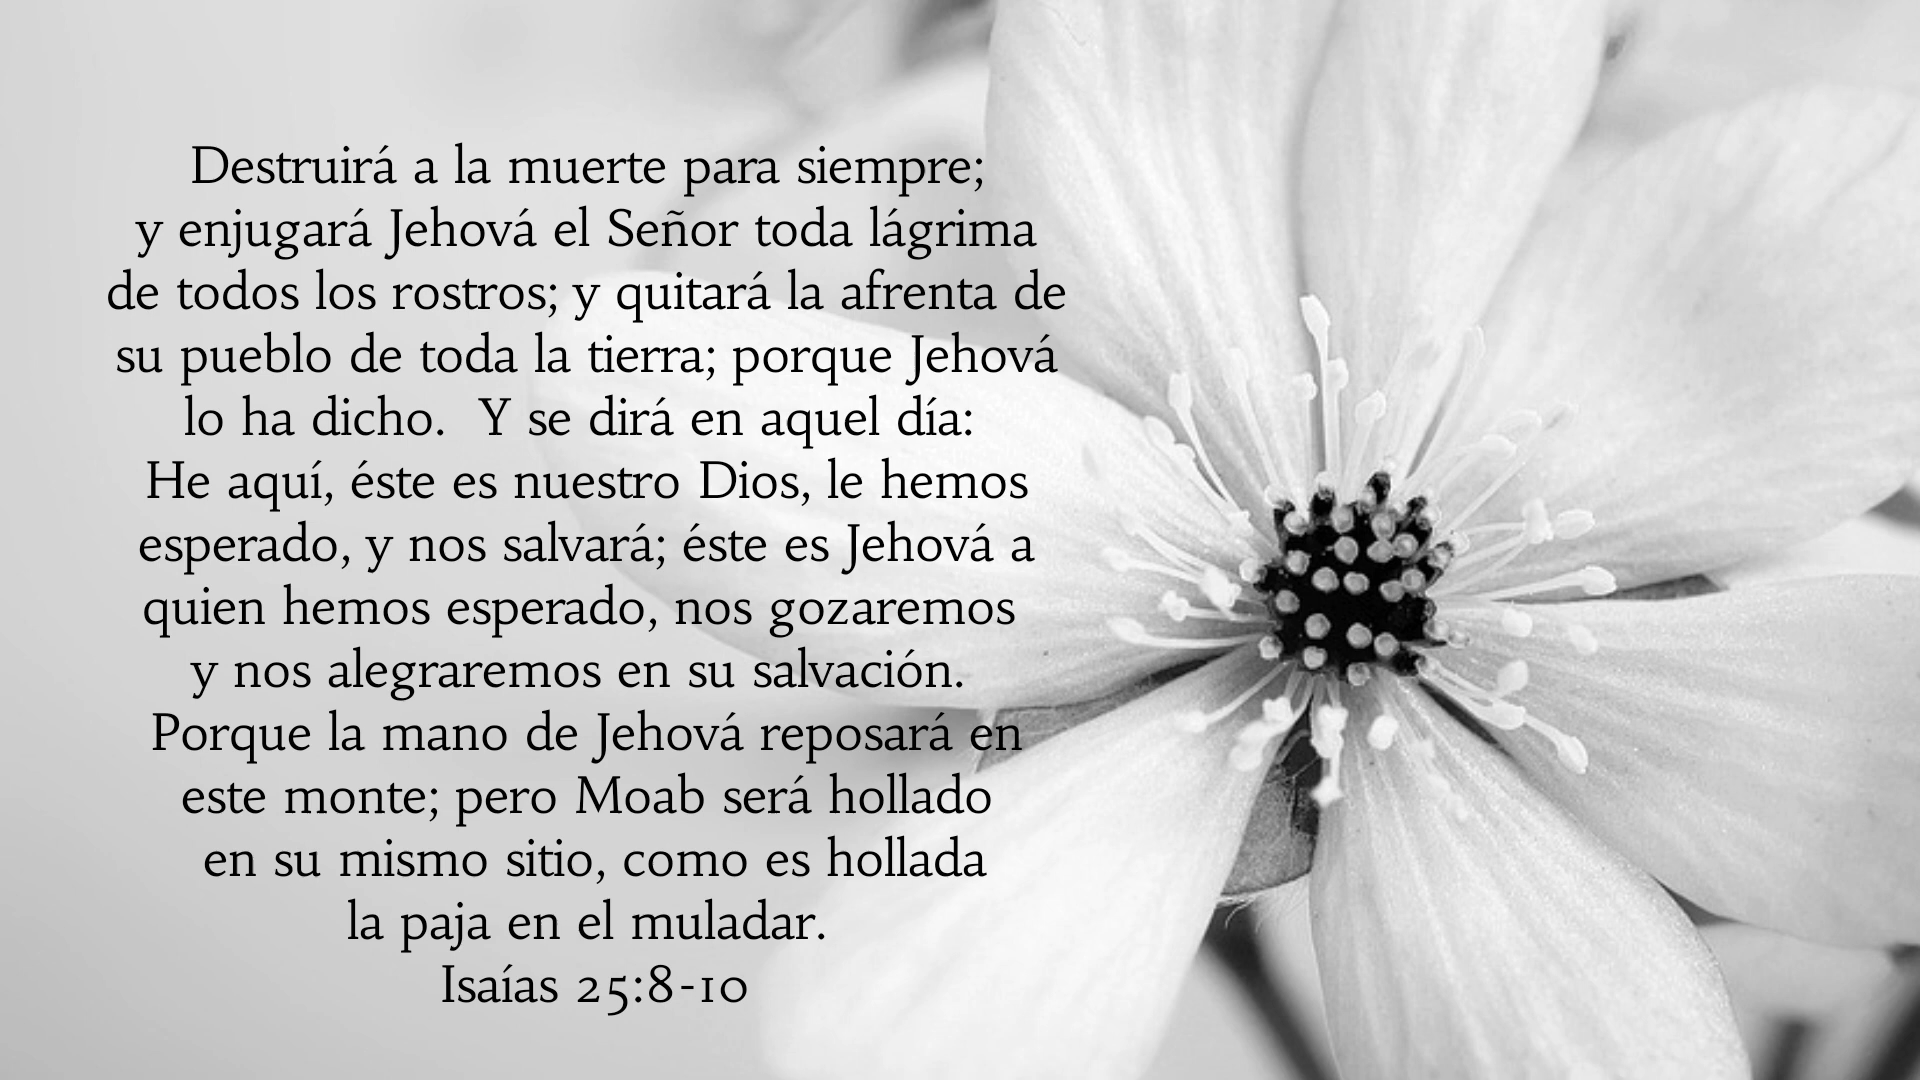 Destruirá a la muerte para siempre;
y enjugará Jehová el Señor toda lágrima
de todos los rostros; y quitará la afrenta de
su pueblo de toda la tierra; porque Jehová
lo ha dicho.  Y se dirá en aquel día:
He aquí, éste es nuestro Dios, le hemos
esperado, y nos salvará; éste es Jehová a
quien hemos esperado, nos gozaremos
y nos alegraremos en su salvación.
Porque la mano de Jehová reposará en
este monte; pero Moab será hollado
en su mismo sitio, como es hollada
la paja en el muladar.
Isaías 25:8-10